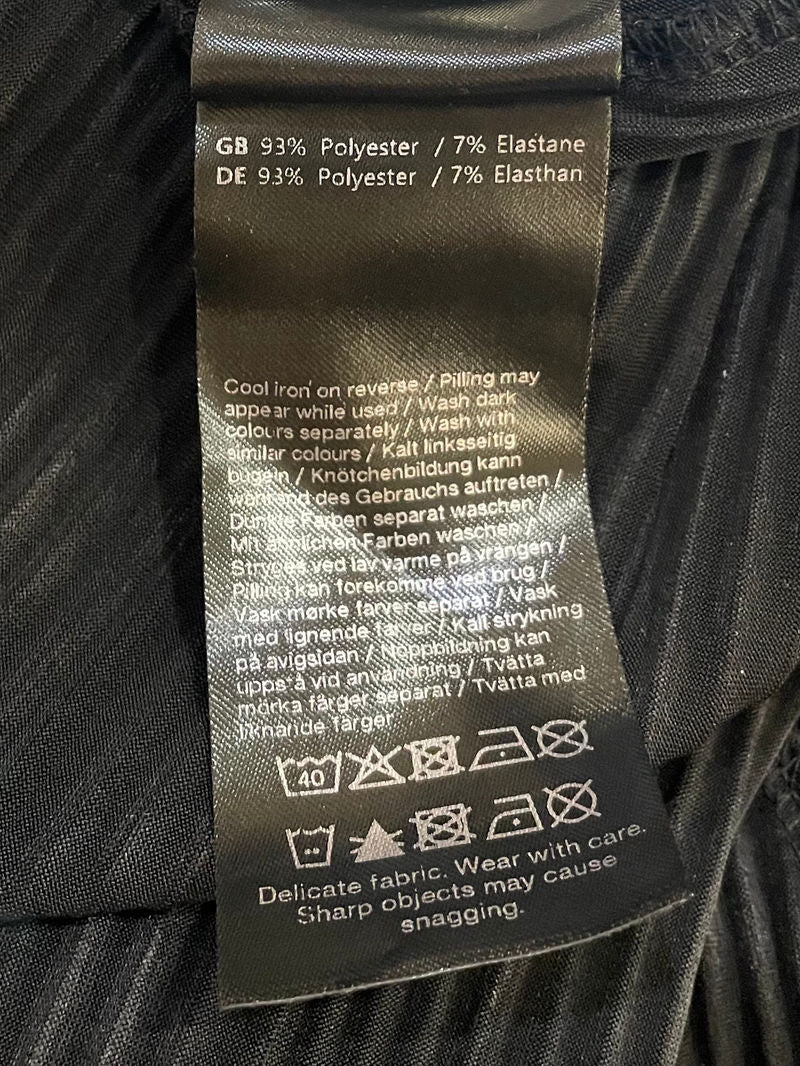 GB 93% Polyester / 7% Elastane
DE 93% Polyester / 7% Elasthan
Cool iron on reverse / Pilling may
appear while used / Wash dark
colours separately / Wash with
similar colours / Kalt linksseitig
bügeln / Knötchenbildung kann
während des Gebrauchs auftreten /
Dunkle Farben separat waschen /
Mit ähnlichen Farben waschen /
Stryges ved lav varme på vrangen /
Pilling kan forekomme ved brug /
Vask mørke farver separat / Vask
med lignende farver / Kall strykning
på avigsidan / Noppbildning kan
uppstå vid användning / Tvätta
mörka färger separat / Tvätta med
liknande färger
40
Delicate fabric. Wear with care.
Sharp objects may cause
snagging.